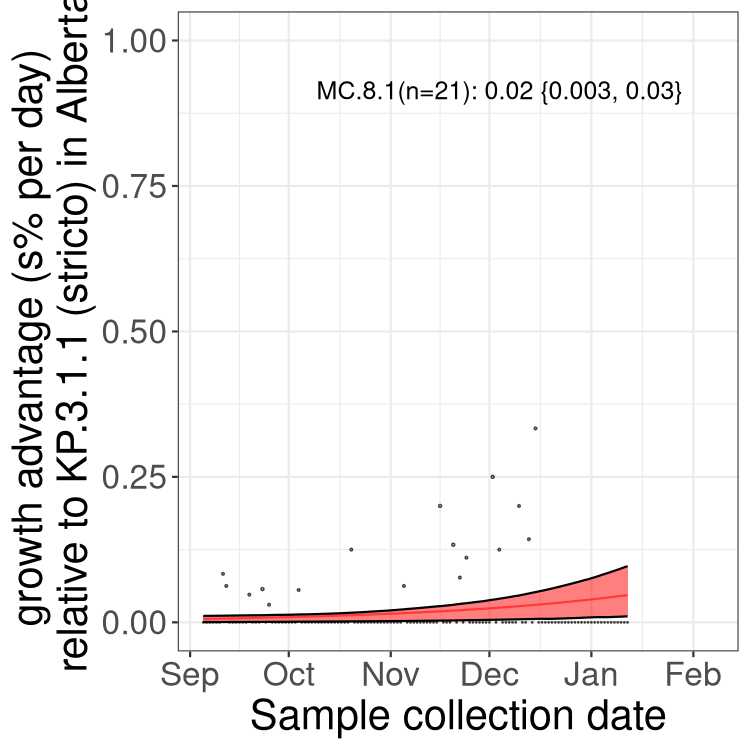 growth advantage (s% per day)
relative to KP.3.1.1 (stricto) in Alberta
1.00
0.75
0.50
0.25
0.00
MC.8.1(n=21): 0.02 {0.003, 0.03}
Sep Oct Nov Dec Jan Feb
Sample collection date